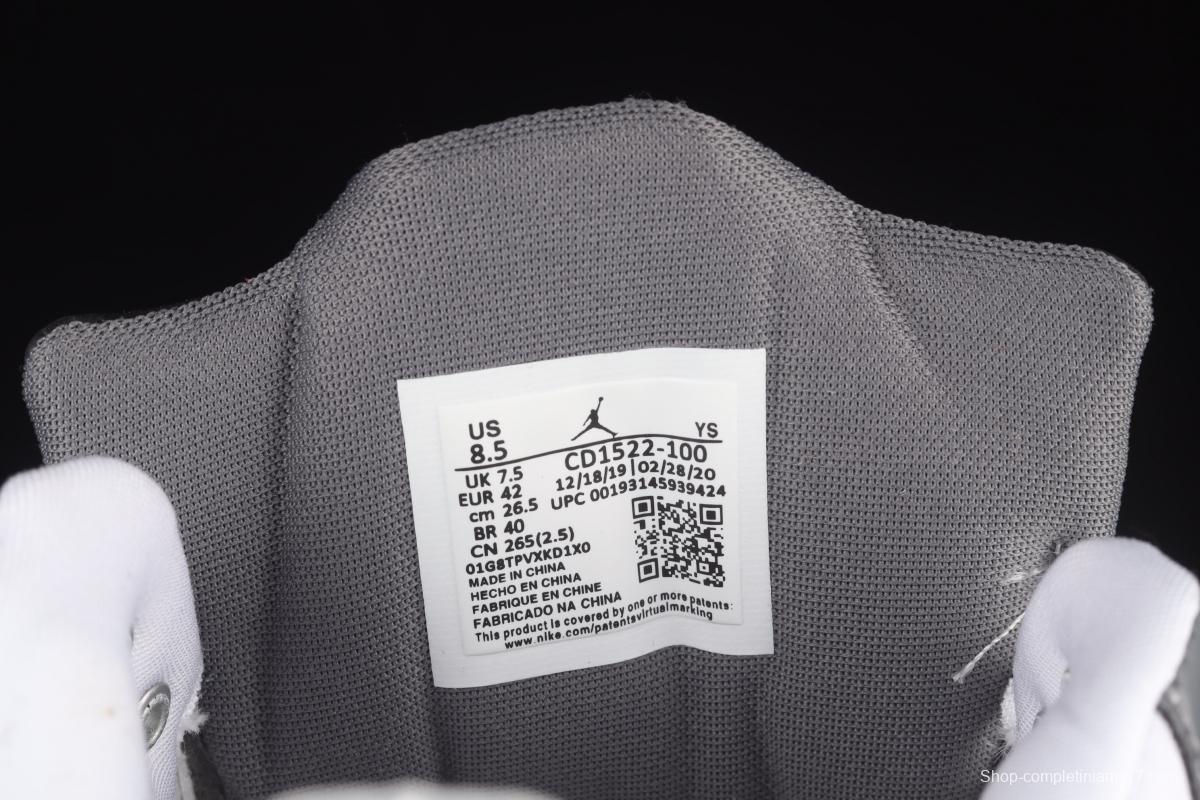 US
8.5
YS
CD1522-100
12/18/19|02/28/20
UPC 00193145939424
UK 7.5
EUR 42
cm 26.5
BR 40
CN 265(2.5)
01G8TPVXKD1X0
MADE IN CHINA
HECHO EN CHINA
FABRIQUE EN CHINE
FABRICADO NA CHINA
This product is covered by one or more patents:
www.nike.com/patentsvirtualmarking